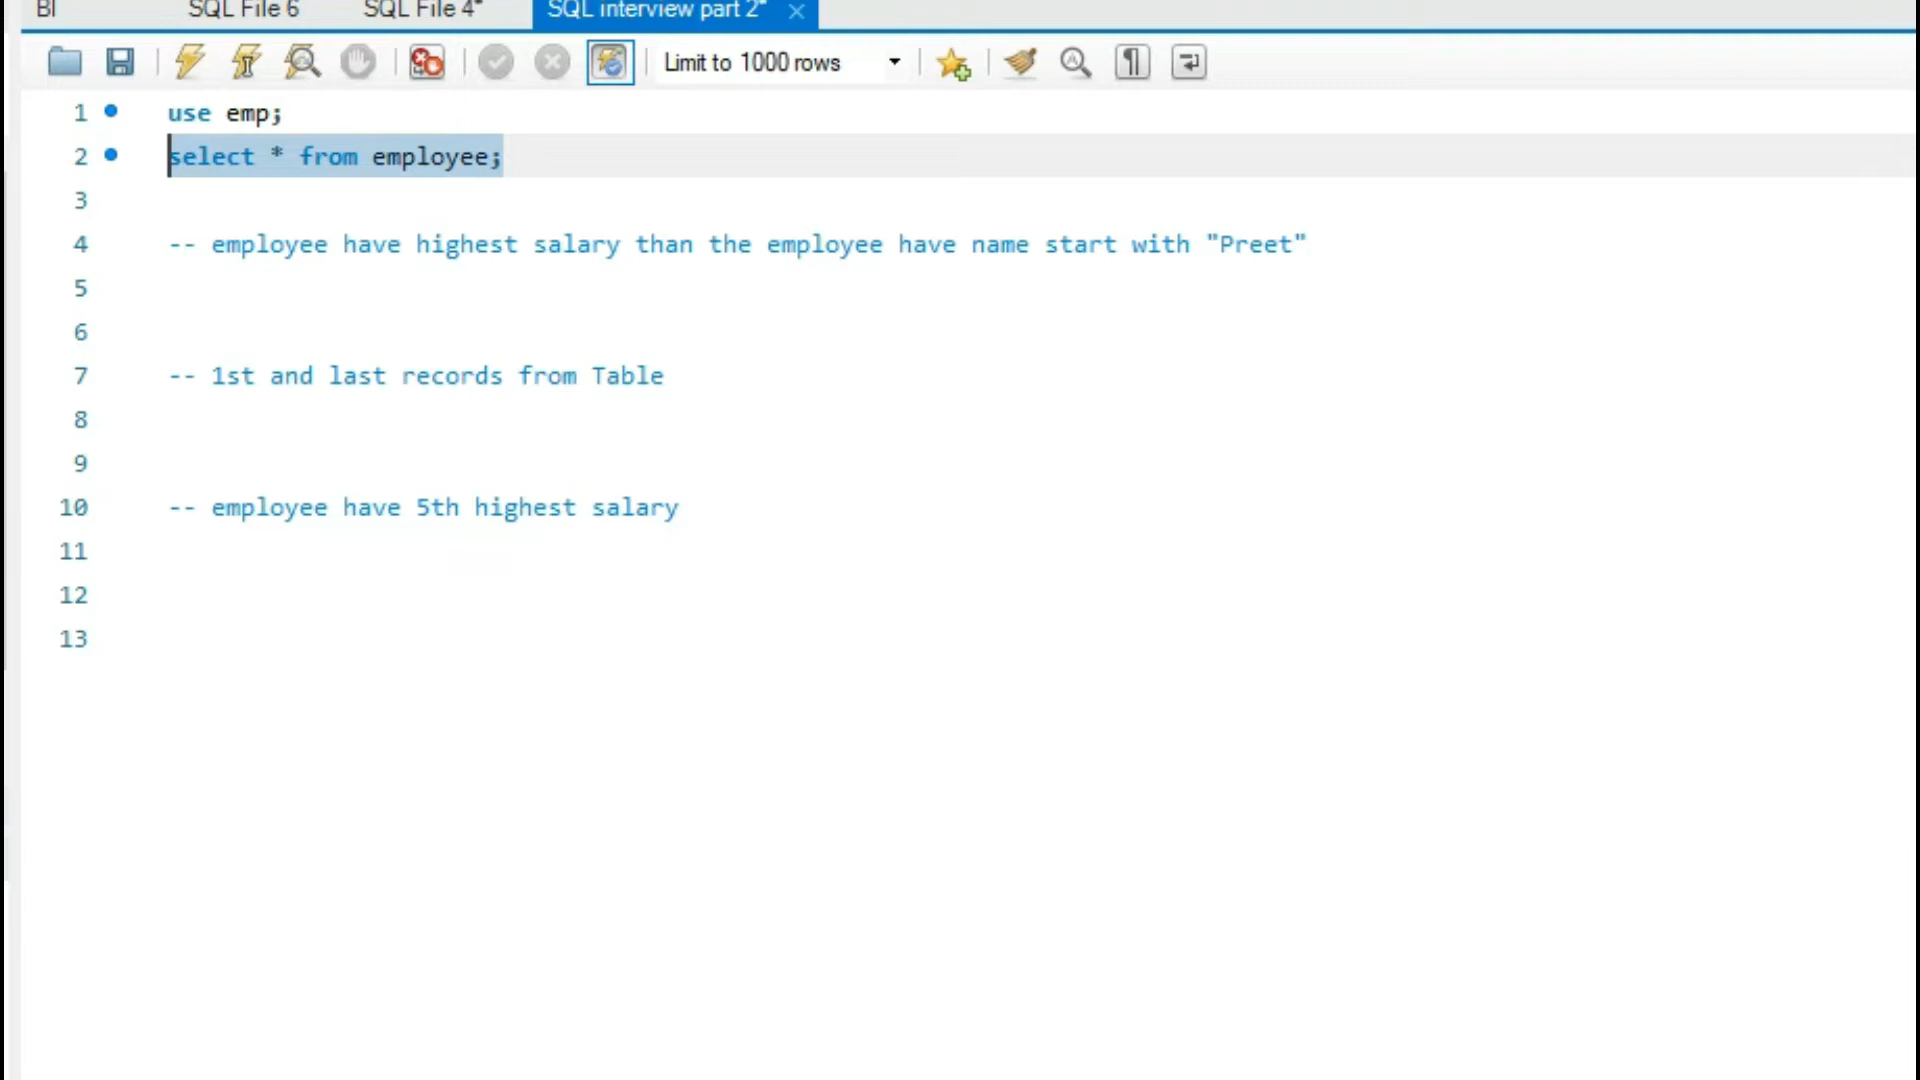 BI SQL File 6 SQL File 4* SQL interview part 2*
Limit to 1000 rows
1 use emp;
2 select * from employee;
3
4 -- employee have highest salary than the employee have name start with "Preet"
5
6
7 -- 1st and last records from Table
8
9
10 -- employee have 5th highest salary
11
12
13